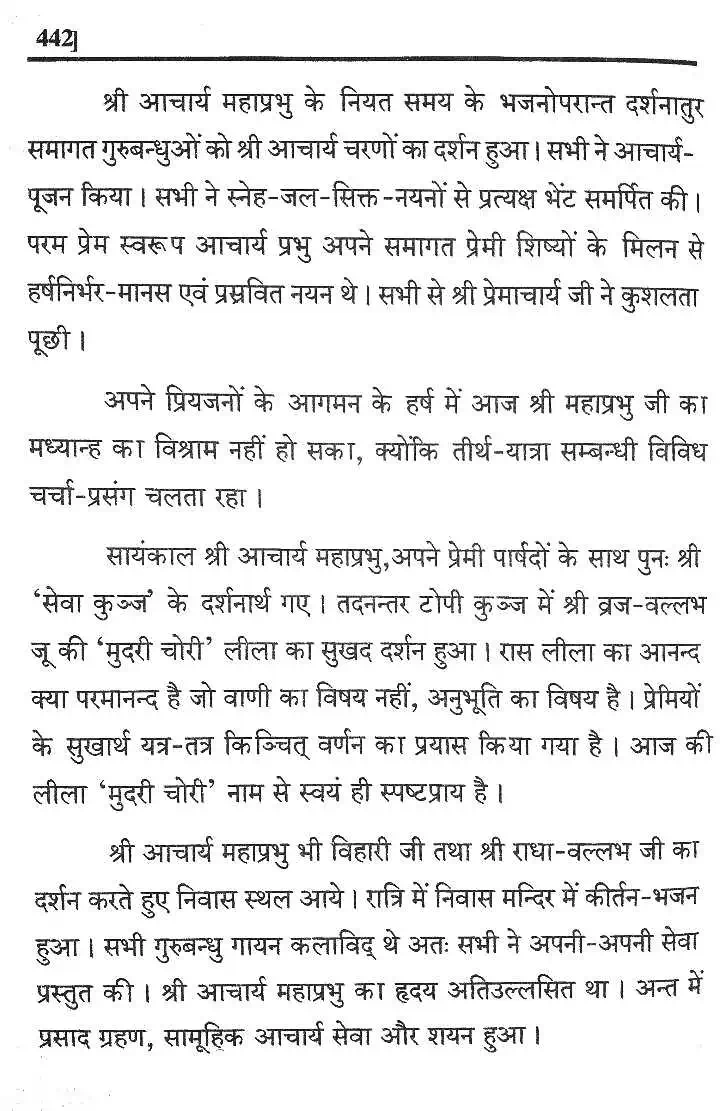 442]
श्री आचार्य महाप्रभु के नियत समय के भजनोपरान्त दर्शनातुर
समागत गुरुबन्धुओं को श्री आचार्य चरणों का दर्शन हुआ। सभी ने आचार्य-
पूजन किया। सभी ने स्नेह-जल-सिक्त-नयनों से प्रत्यक्ष भेंट समर्पित की।
परम प्रेम स्वरूप आचार्य प्रभु अपने समागत प्रेमी शिष्यों के मिलन से
हर्षनिर्भर-मानस एवं प्रस्रवित नयन थे। सभी से श्री प्रेमाचार्य जी ने कुशलता
पूछी।
अपने प्रियजनों के आगमन के हर्ष में आज श्री महाप्रभु जी का
मध्यान्ह का विश्राम नहीं हो सका, क्योंकि तीर्थ-यात्रा सम्बन्धी विविध
चर्चा-प्रसंग चलता रहा।
सायंकाल श्री आचार्य महाप्रभु,अपने प्रेमी पार्षदों के साथ पुनः श्री
'सेवा कुञ्ज' के दर्शनार्थ गए। तदनन्तर टोपी कुञ्ज में श्री व्रज-वल्लभ
जू की 'मुदरी चोरी' लीला का सुखद दर्शन हुआ। रास लीला का आनन्द
क्या परमानन्द है जो वाणी का विषय नहीं, अनुभूति का विषय है। प्रेमियों
के सुखार्थ यत्र-तत्र किञ्चित् वर्णन का प्रयास किया गया है। आज की
लीला 'मुदरी चोरी' नाम से स्वयं ही स्पष्टप्राय है।
श्री आचार्य महाप्रभु भी विहारी जी तथा श्री राधा-वल्लभ जी का
दर्शन करते हुए निवास स्थल आये। रात्रि में निवास मन्दिर में कीर्तन-भजन
हुआ। सभी गुरुबन्धु गायन कलाविद् थे अतः सभी ने अपनी-अपनी सेवा
प्रस्तुत की। श्री आचार्य महाप्रभु का हृदय अतिउल्लसित था। अन्त में
प्रसाद ग्रहण, सामूहिक आचार्य सेवा और शयन हुआ।